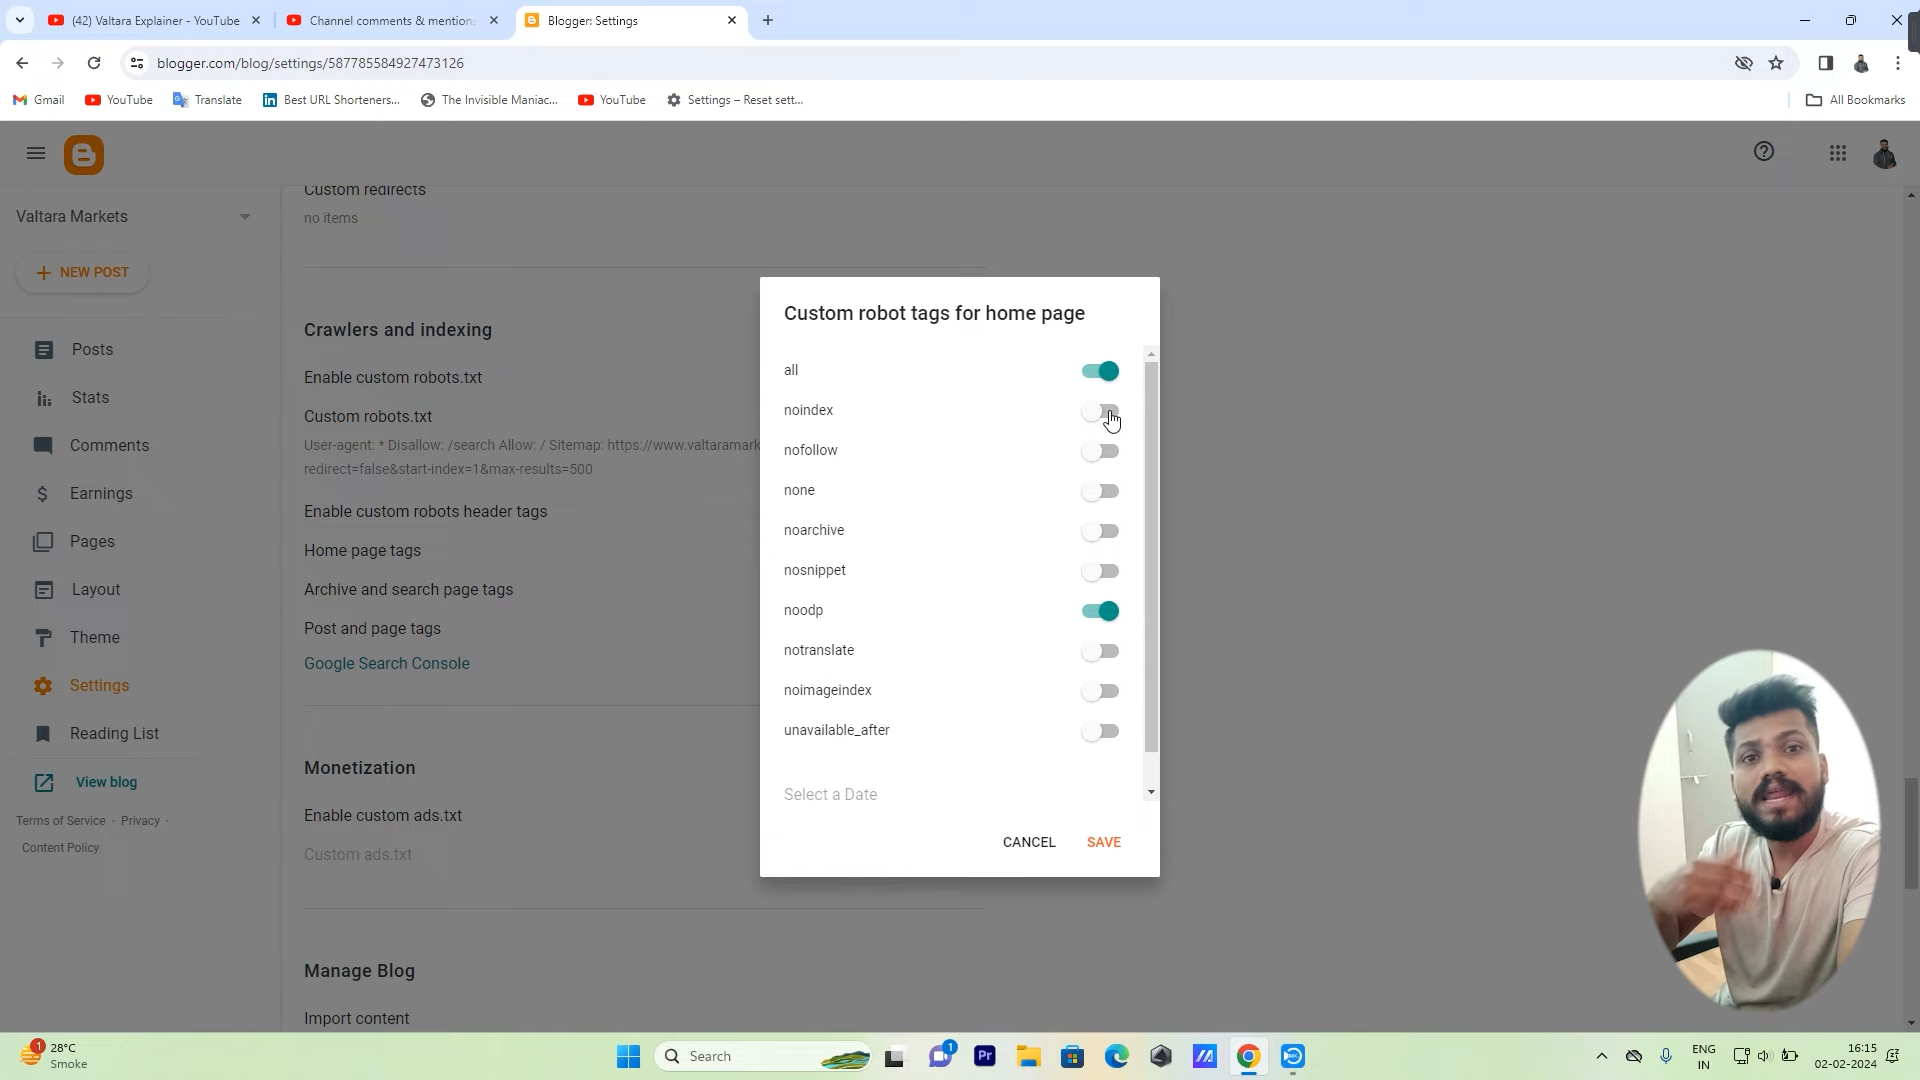 (42) Valtara Explainer - YouTube
Channel comments & mentions
Blogger: Settings
blogger.com/blog/settings/587785584927473126
Gmail
YouTube
Translate
Best URL Shorteners...
The Invisible Maniac...
YouTube
Settings – Reset sett...
All Bookmarks
Valtara Markets
NEW POST
Posts
Stats
Comments
Earnings
Pages
Layout
Theme
Settings
Reading List
View blog
Terms of Service · Privacy ·
Content Policy
Custom redirects
no items
Crawlers and indexing
Enable custom robots.txt
Custom robots.txt
User-agent: * Disallow: /search Allow: / Sitemap: https://www.valtaramark
redirect=false&start-index=1&max-results=500
Enable custom robots header tags
Home page tags
Archive and search page tags
Post and page tags
Google Search Console
Monetization
Enable custom ads.txt
Custom ads.txt
Manage Blog
Import content
Custom robot tags for home page
all
noindex
nofollow
none
noarchive
nosnippet
noodp
notranslate
noimageindex
unavailable_after
Select a Date
CANCEL
SAVE
1
28°C
Smoke
Search
1
Pr
REC
ENG
IN
16:15
02-02-2024